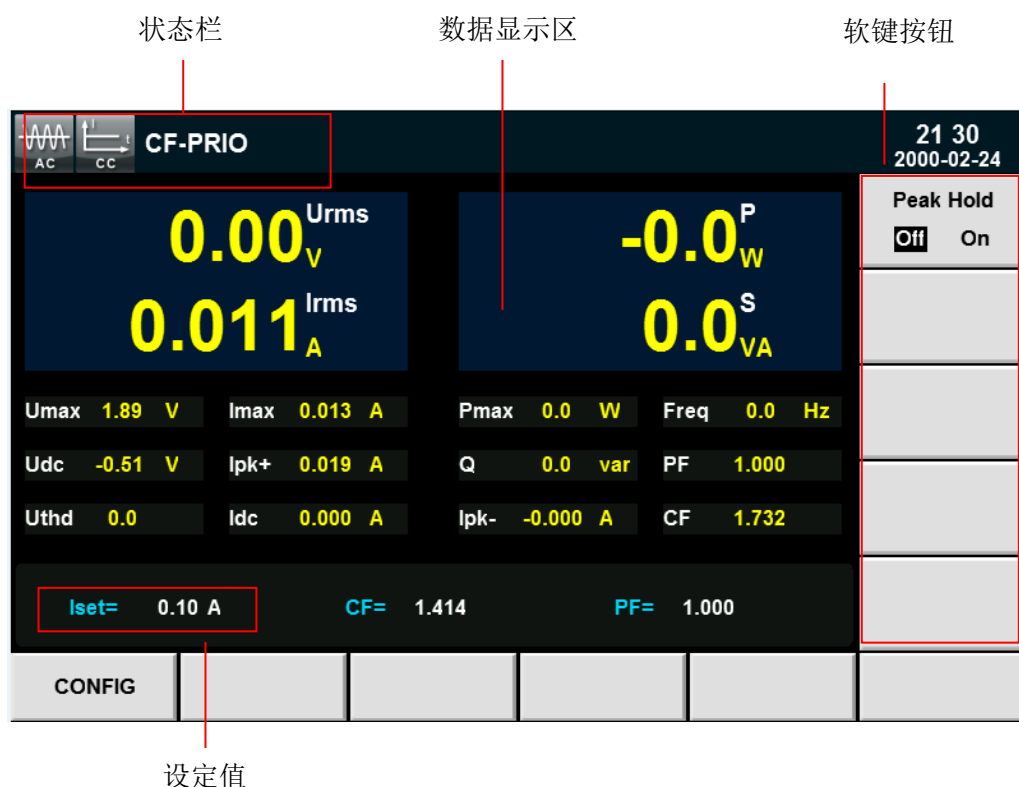 状态栏 数据显示区 软键按钮
AC CC CF-PRIO 21 30
2000-02-24
0.00 Urms V -0.0 P W
0.011 Irms A 0.0 S VA
Peak Hold
Off On
Umax 1.89 V Imax 0.013 A Pmax 0.0 W Freq 0.0 Hz
Udc -0.51 V Ipk+ 0.019 A Q 0.0 var PF 1.000
Uthd 0.0 Idc 0.000 A Ipk- -0.000 A CF 1.732
Iset= 0.10 A CF= 1.414 PF= 1.000
CONFIG
设定值